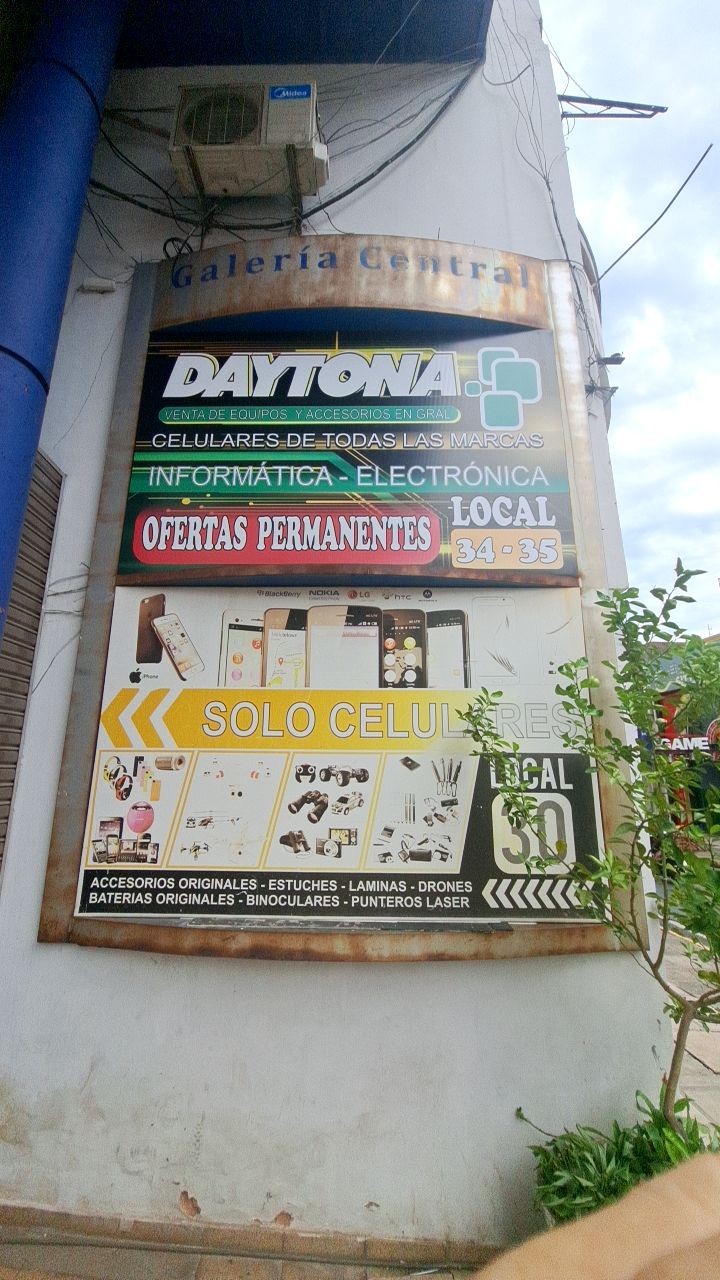 Midea
Galería Central
DAYTONA
VENTA DE EQUIPOS Y ACCESORIOS EN GRAL
CELULARES DE TODAS LAS MARCAS
INFORMÁTICA - ELECTRÓNICA
OFERTAS PERMANENTES
LOCAL
34 - 35
BlackBerry NOKIA LG htc
iPhone
SOLO CELULARES
LOCAL
30
ACCESORIOS ORIGINALES - ESTUCHES - LAMINAS - DRONES
BATERIAS ORIGINALES - BINOCULARES - PUNTEROS LASER
GAME